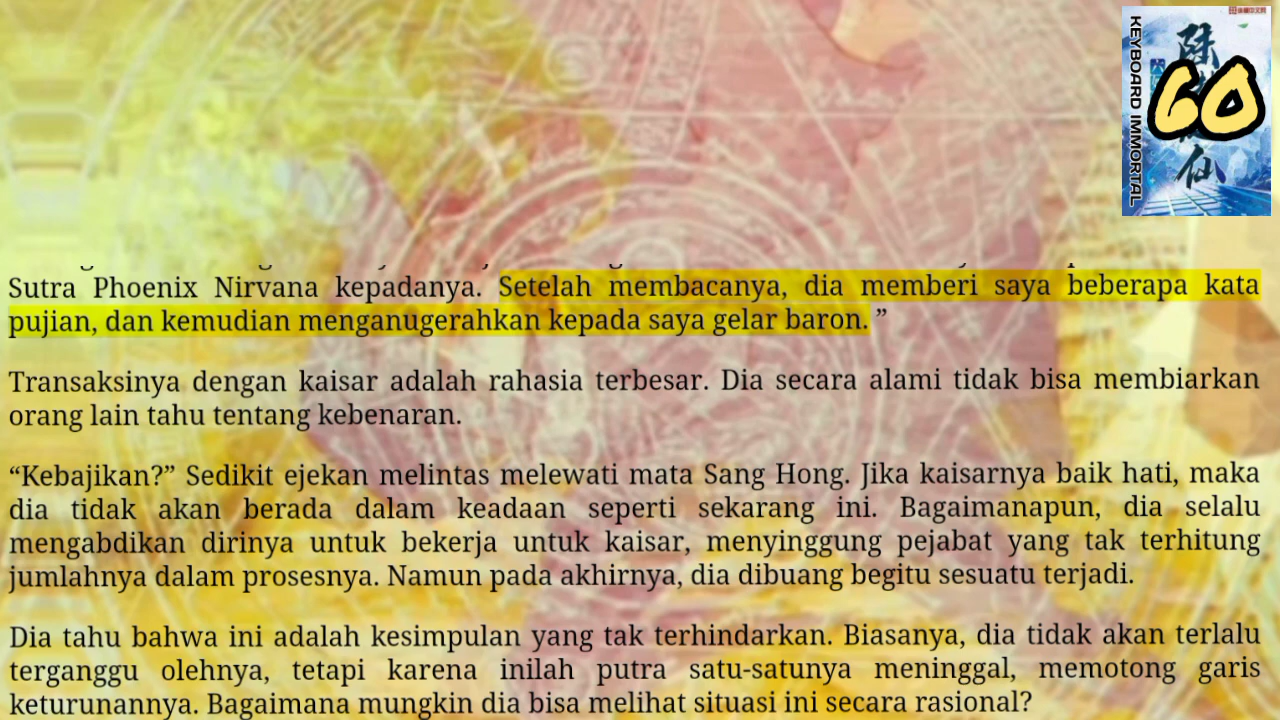 KEYBOARD IMMORTAL
60
仙
Sutra Phoenix Nirvana kepadanya. Setelah membacanya, dia memberi saya beberapa kata
pujian, dan kemudian menganugerahkan kepada saya gelar baron. ”
Transaksinya dengan kaisar adalah rahasia terbesar. Dia secara alami tidak bisa membiarkan
orang lain tahu tentang kebenaran.
“Kebajikan?” Sedikit ejekan melintas melewati mata Sang Hong. Jika kaisarnya baik hati, maka
dia tidak akan berada dalam keadaan seperti sekarang ini. Bagaimanapun, dia selalu
mengabdikan dirinya untuk bekerja untuk kaisar, menyinggung pejabat yang tak terhitung
jumlahnya dalam prosesnya. Namun pada akhirnya, dia dibuang begitu sesuatu terjadi.
Dia tahu bahwa ini adalah kesimpulan yang tak terhindarkan. Biasanya, dia tidak akan terlalu
terganggu olehnya, tetapi karena inilah putra satu-satunya meninggal, memotong garis
keturunannya. Bagaimana mungkin dia bisa melihat situasi ini secara rasional?